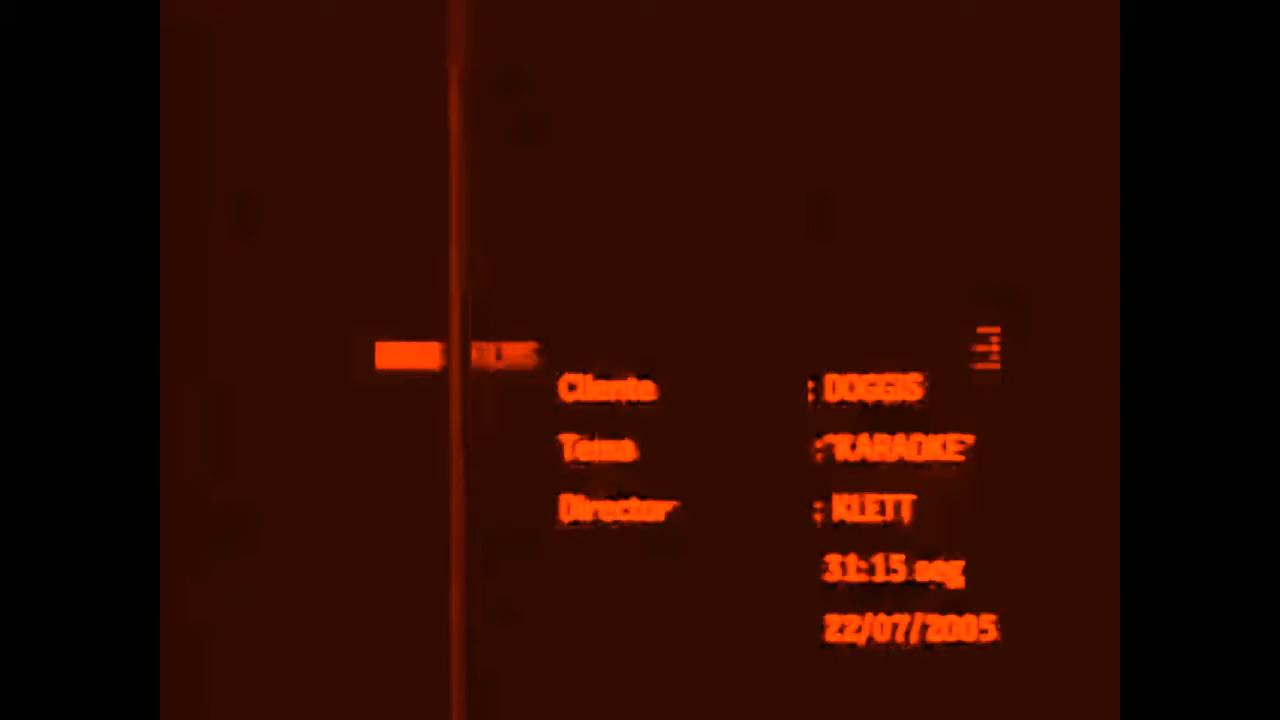 Cliente : DOGGIS
Tema :"KARAOKE"
Director : KLETT
31:15 seg
22/07/2005